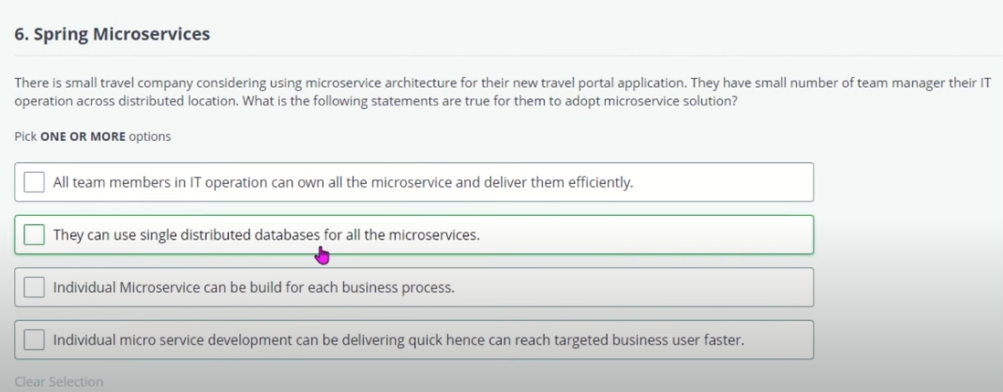 6. Spring Microservices
There is small travel company considering using microservice architecture for their new travel portal application. They have small number of team manager their IT
operation across distributed location. What is the following statements are true for them to adopt microservice solution?
Pick ONE OR MORE options
All team members in IT operation can own all the microservice and deliver them efficiently.
They can use single distributed databases for all the microservices.
Individual Microservice can be build for each business process.
Individual micro service development can be delivering quick hence can reach targeted business user faster.
Clear Selection